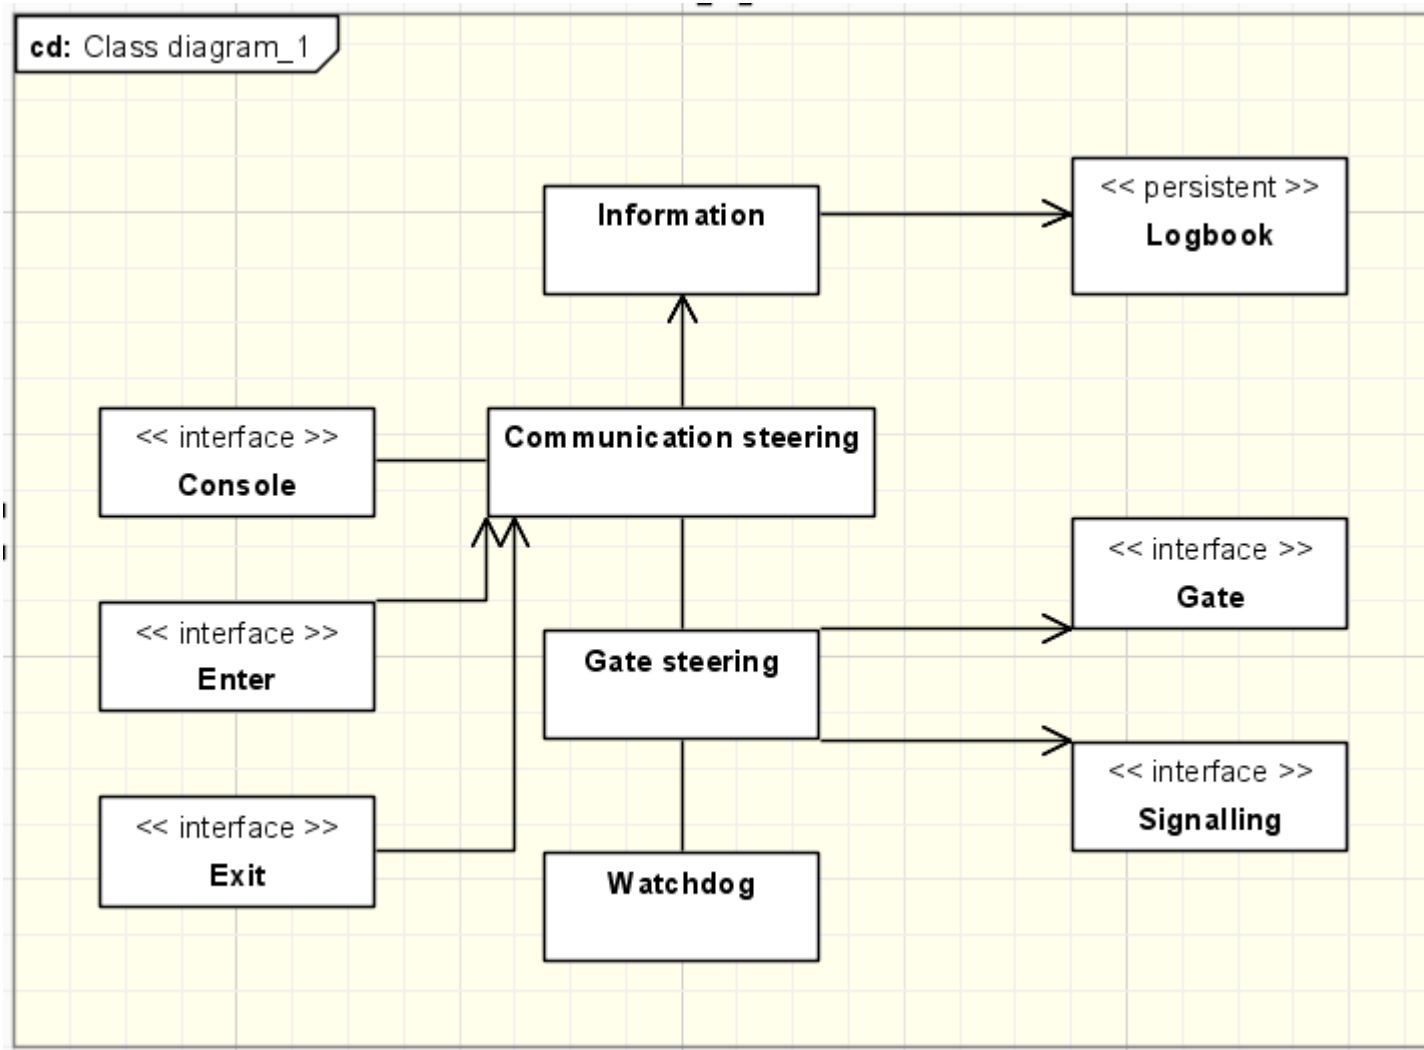 cd: Class diagram_1
<< persistent >>
Information
Logbook
<< interface >>
Console
Communication steering
<< interface >>
Gate
<< interface >>
Enter
Gate steering
<< interface >>
Signalling
<< interface >>
Exit
Watchdog